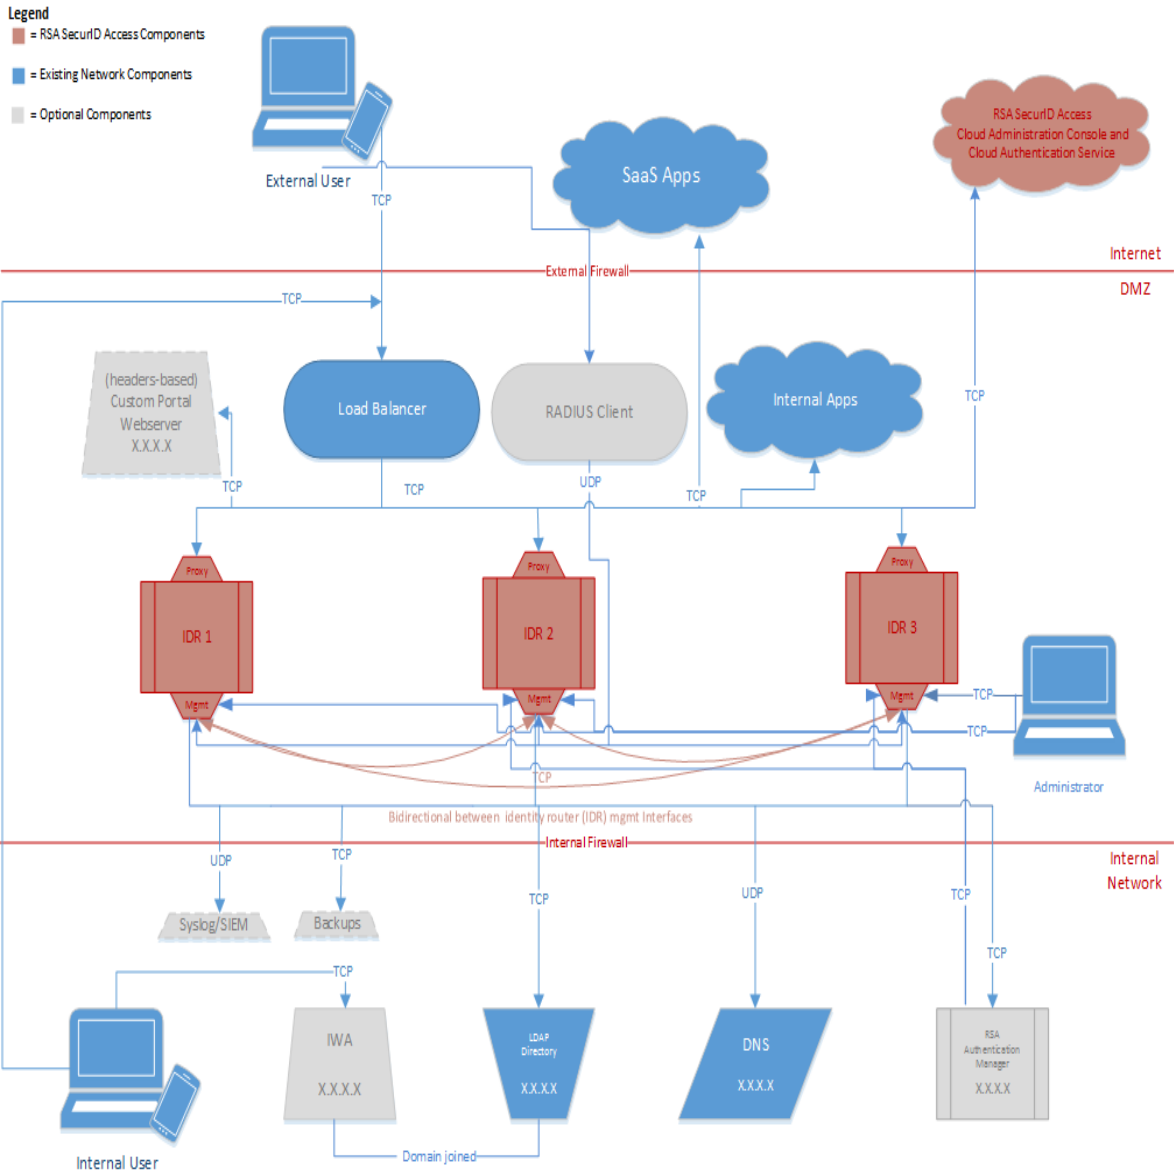 Legend
= RSA SecurID Access Components
= Existing Network Components
= Optional Components
External User
TCP
SaaS Apps
RSA SecurID Access
Cloud Administration Console and
Cloud Authentication Service
Internet
External Firewall
DMZ
TCP
(headers-based)
Custom Portal
Webserver
X.X.X.X
Load Balancer
RADIUS Client
Internal Apps
TCP
TCP
TCP
UDP
TCP
Proxy
IDR 1
Mgmt
Proxy
IDR 2
Mgmt
Proxy
IDR 3
Mgmt
TCP
TCP
Administrator
TCP
Bidirectional between identity router (IDR) mgmt Interfaces
Internal Firewall
Internal
Network
UDP
TCP
TCP
UDP
TCP
TCP
Syslog/SIEM
Backups
TCP
IWA
X.X.X.X
LDAP
Directory
X.X.X.X
DNS
X.X.X.X
RSA
Authentication
Manager
X.X.X.X
Domain joined
Internal User